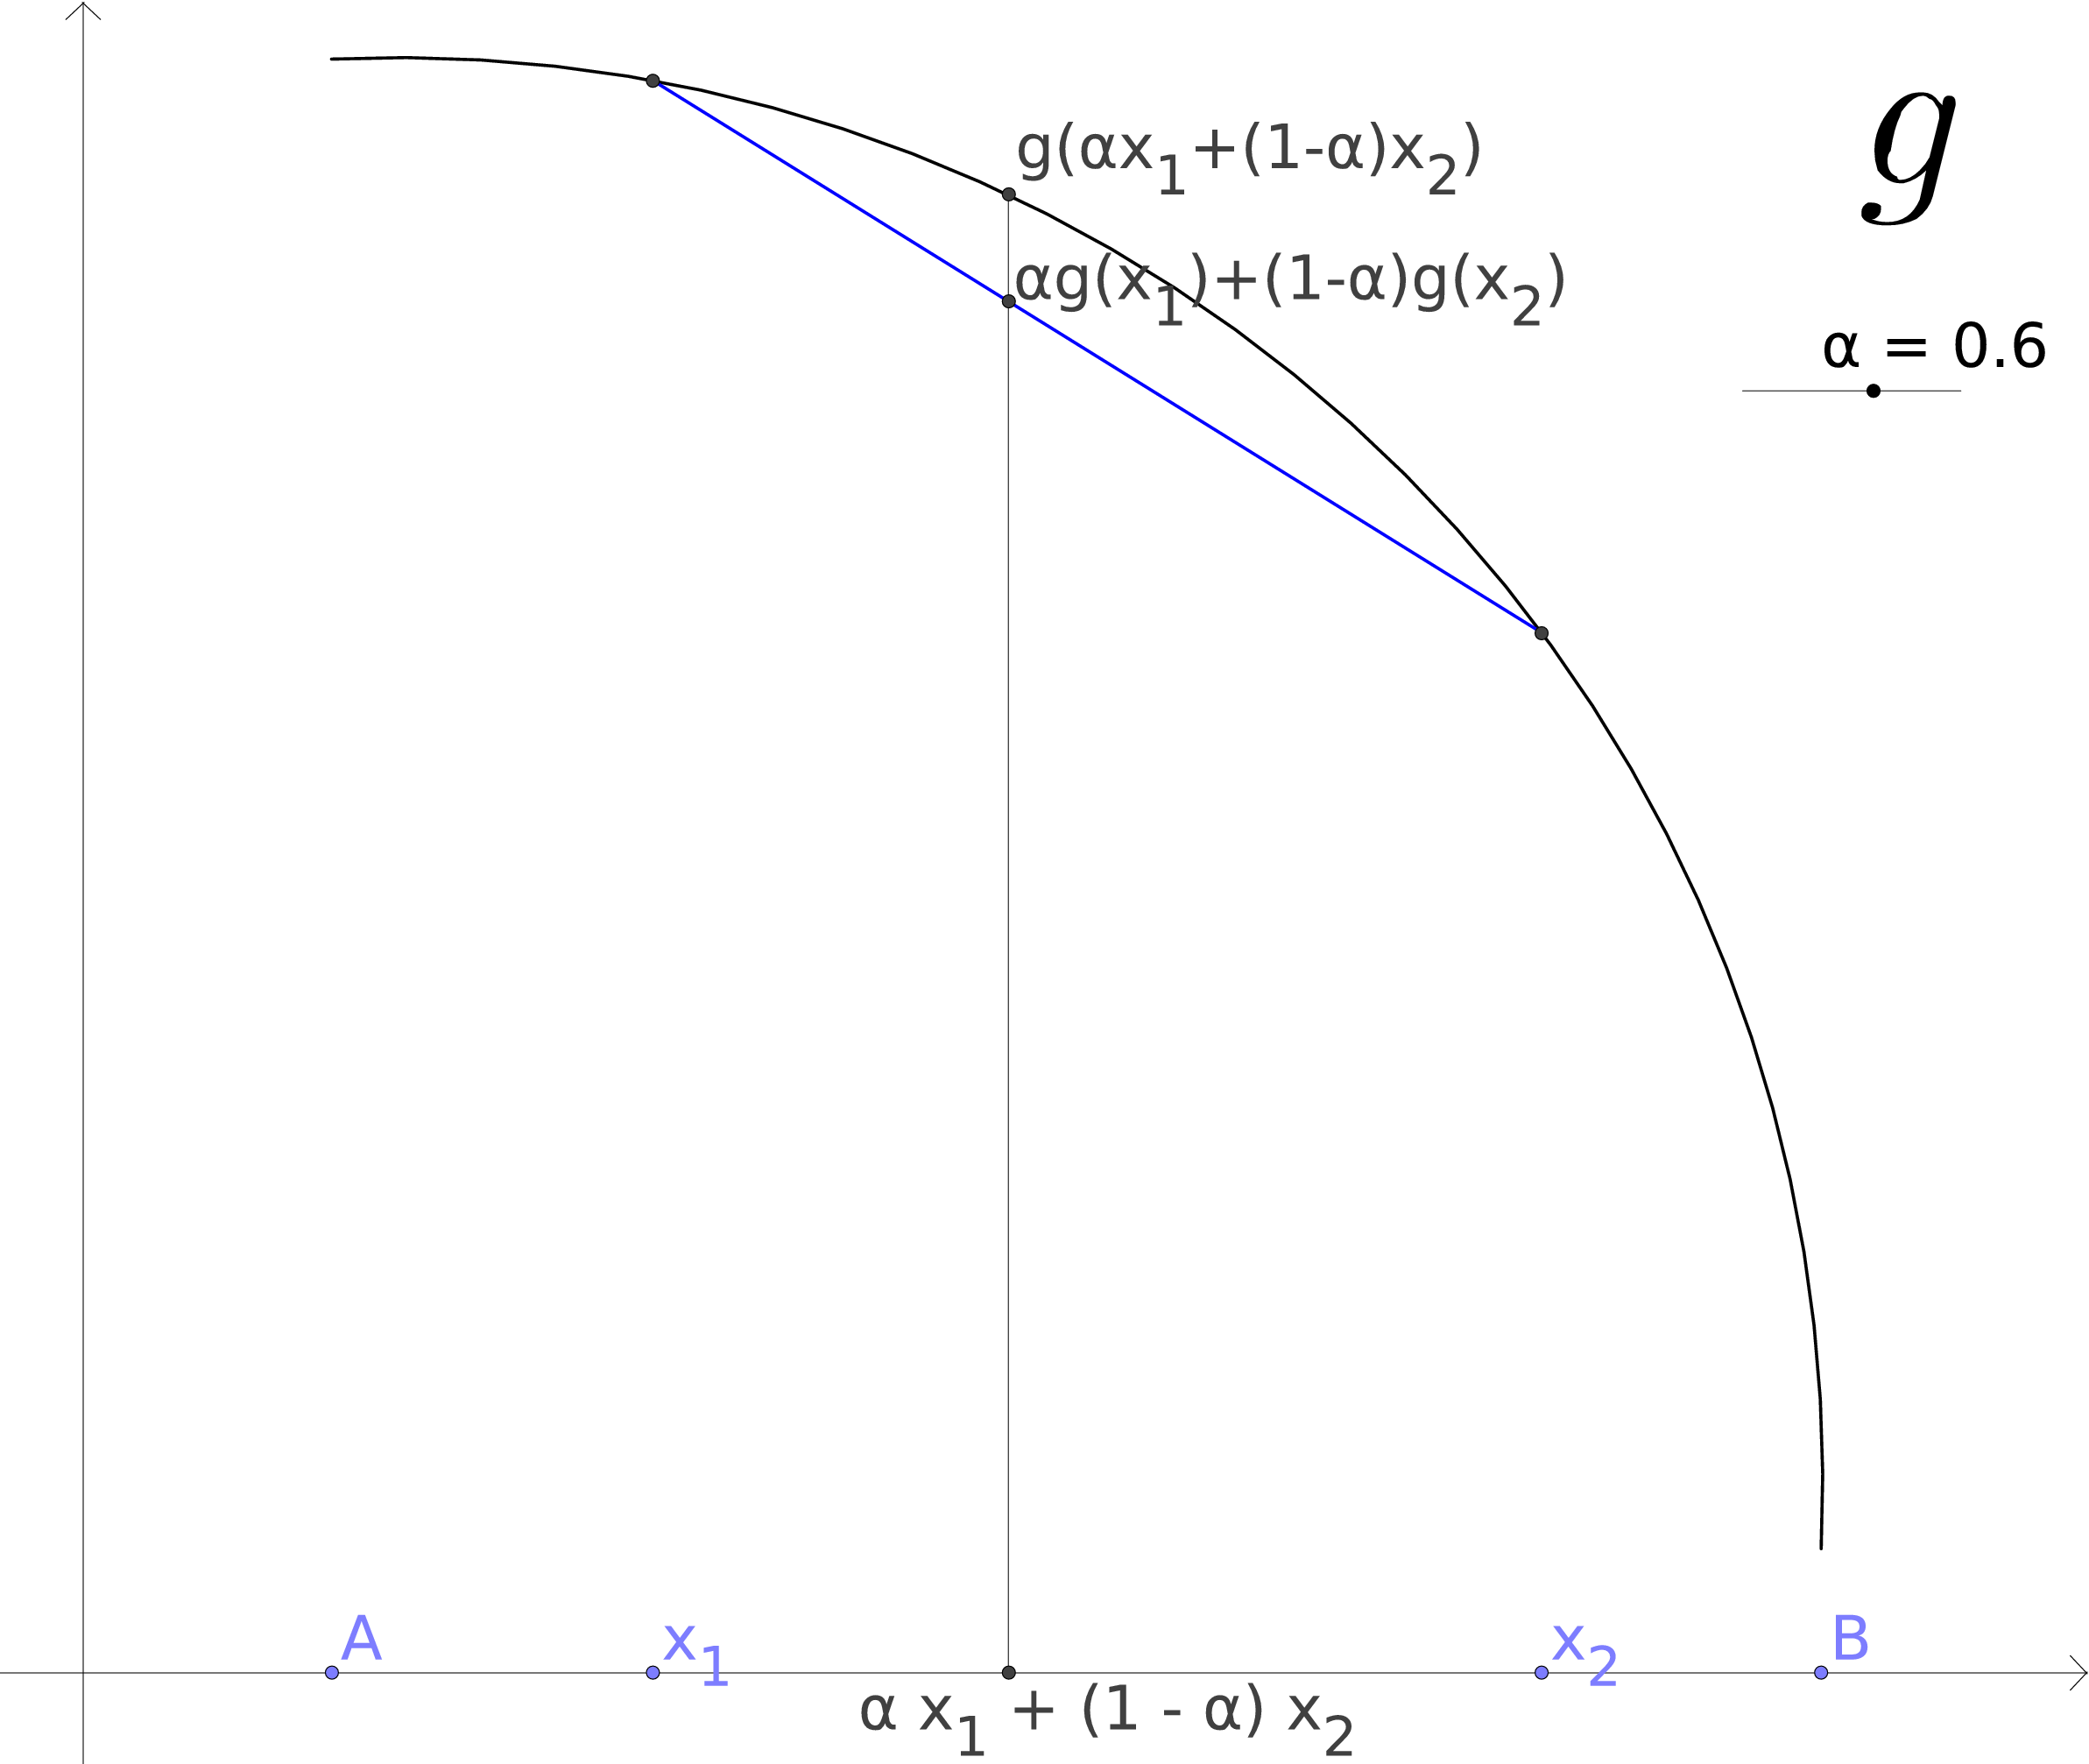 g
g(αx₁+(1-α)x₂)
αg(x₁)+(1-α)g(x₂)
α = 0.6
A
x₁
x₂
B
α x₁ + (1 - α) x₂